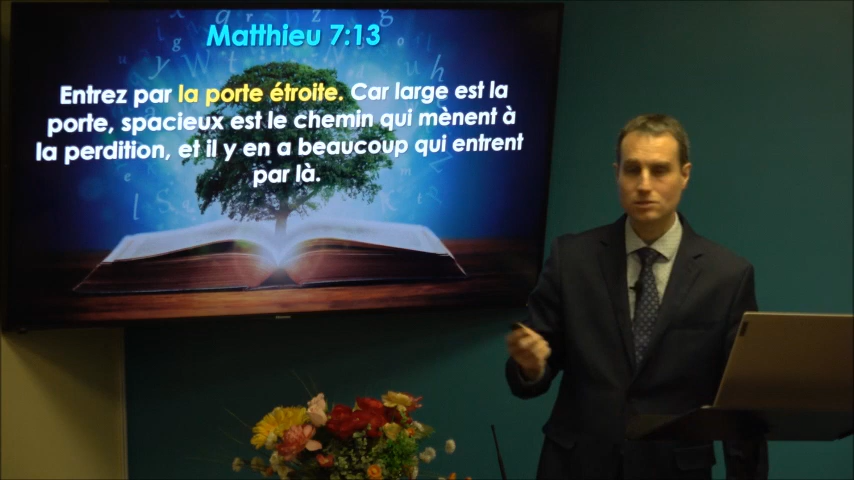 Matthieu 7:13
Entrez par la porte étroite. Car large est la
porte, spacieux est le chemin qui mènent à
la perdition, et il y en a beaucoup qui entrent
par là.